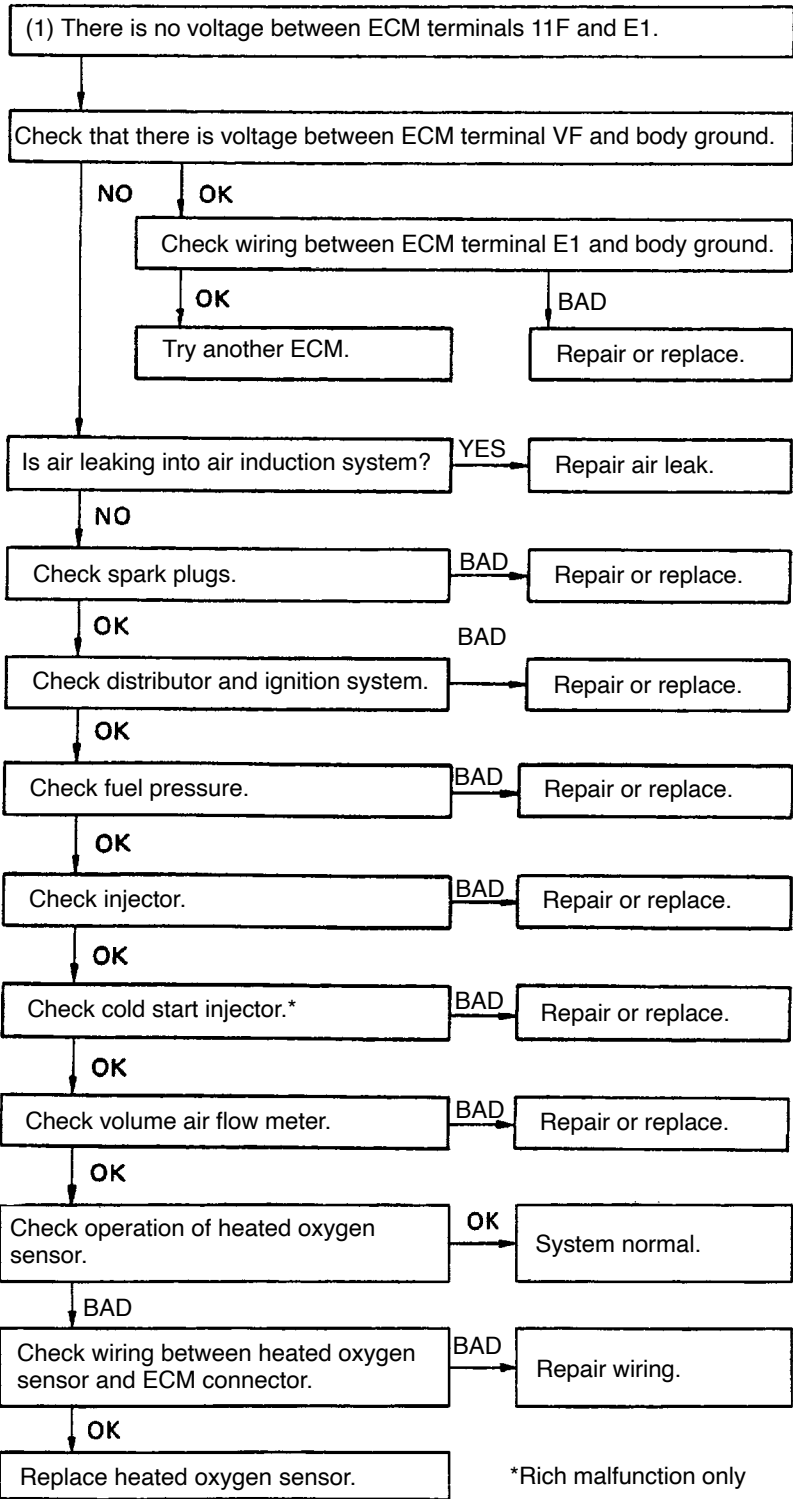 (1) There is no voltage between ECM terminals 11F and E1.
Check that there is voltage between ECM terminal VF and body ground.
NO
OK
Check wiring between ECM terminal E1 and body ground.
OK
BAD
Try another ECM.
Repair or replace.
Is air leaking into air induction system?
YES
Repair air leak.
NO
Check spark plugs.
BAD
Repair or replace.
OK
BAD
Check distributor and ignition system.
Repair or replace.
OK
Check fuel pressure.
BAD
Repair or replace.
OK
Check injector.
BAD
Repair or replace.
OK
Check cold start injector.*
BAD
Repair or replace.
OK
Check volume air flow meter.
BAD
Repair or replace.
OK
Check operation of heated oxygen
sensor.
OK
System normal.
BAD
Check wiring between heated oxygen
sensor and ECM connector.
BAD
Repair wiring.
OK
Replace heated oxygen sensor.
*Rich malfunction only